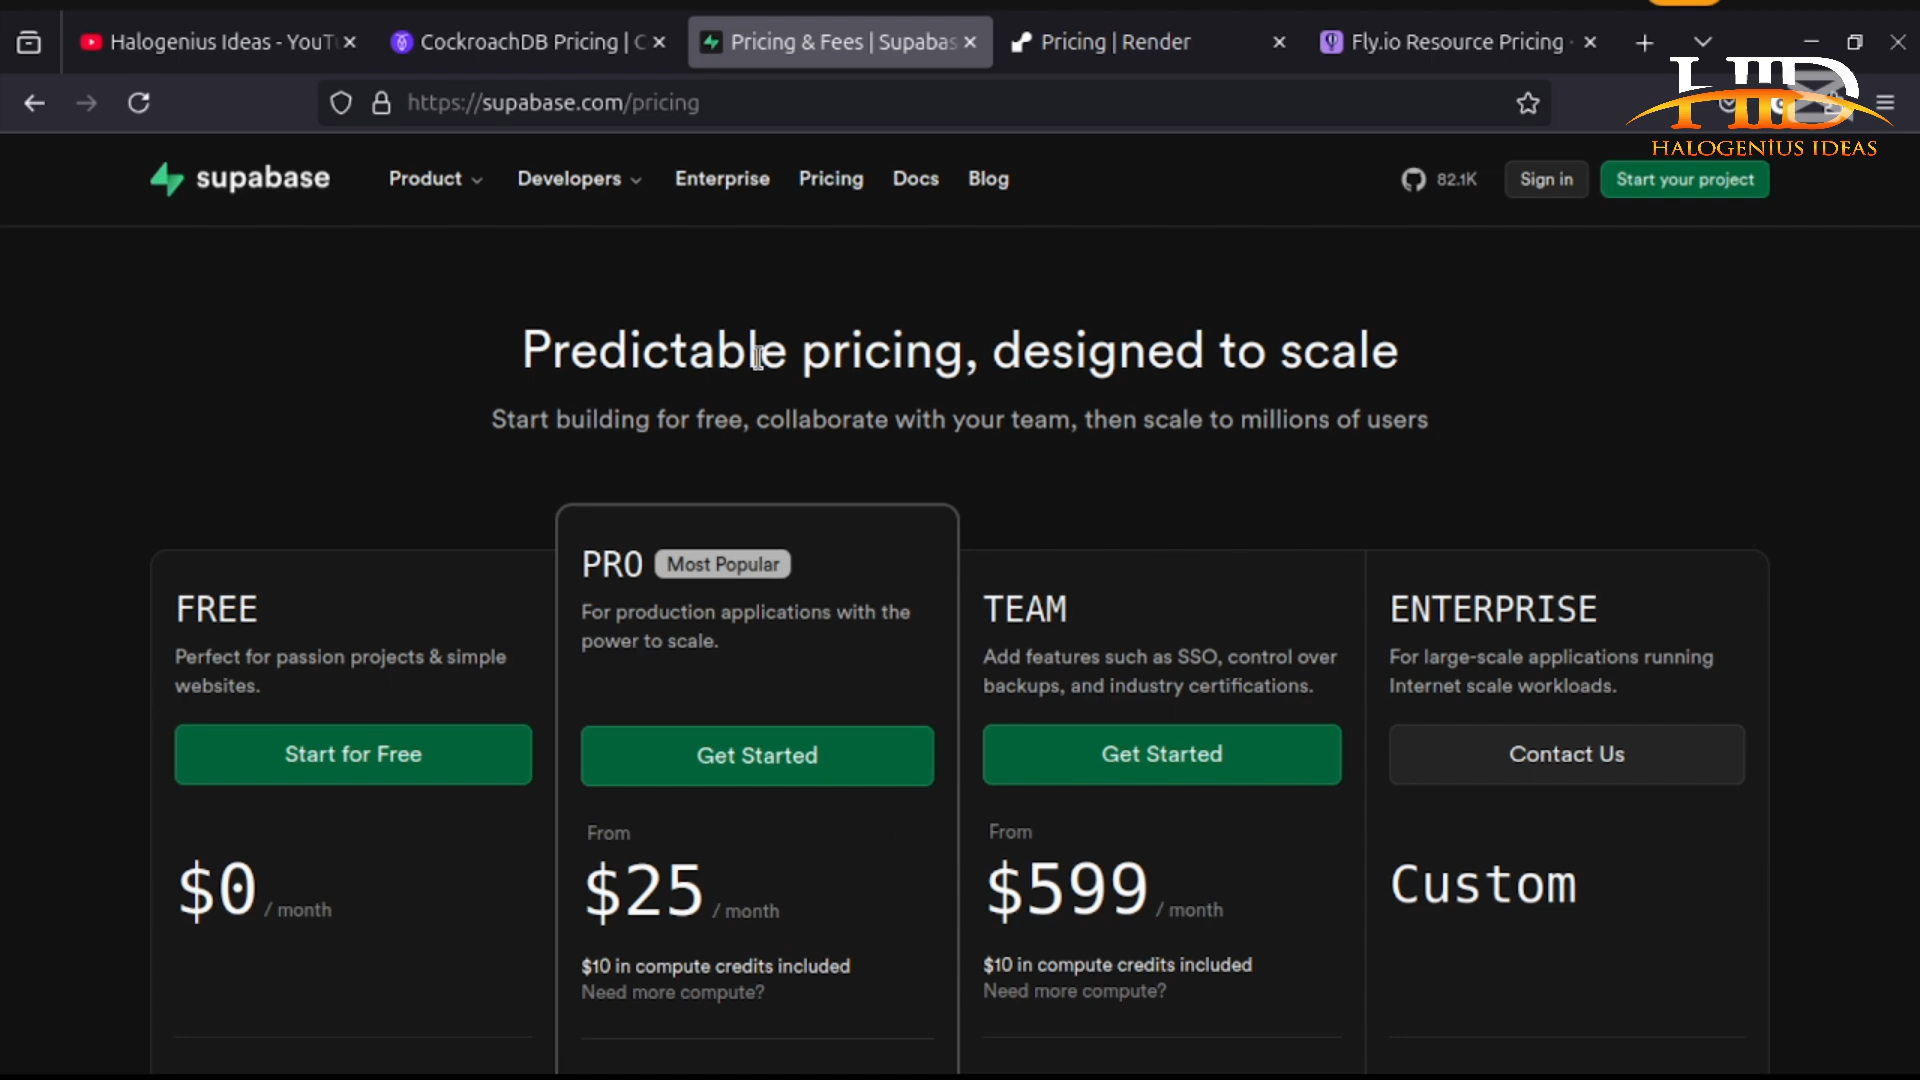 Halogenius Ideas - YouT
CockroachDB Pricing | C
Pricing & Fees | Supabas
Pricing | Render
Fly.io Resource Pricing ·
https://supabase.com/pricing
HID
HALOGENIUS IDEAS
supabase
Product
Developers
Enterprise
Pricing
Docs
Blog
82.1K
Sign in
Start your project
Predictable pricing, designed to scale
Start building for free, collaborate with your team, then scale to millions of users
FREE
Perfect for passion projects & simple
websites.
Start for Free
$0 / month
PRO Most Popular
For production applications with the
power to scale.
Get Started
From
$25 / month
$10 in compute credits included
Need more compute?
TEAM
Add features such as SSO, control over
backups, and industry certifications.
Get Started
From
$599 / month
$10 in compute credits included
Need more compute?
ENTERPRISE
For large-scale applications running
Internet scale workloads.
Contact Us
Custom